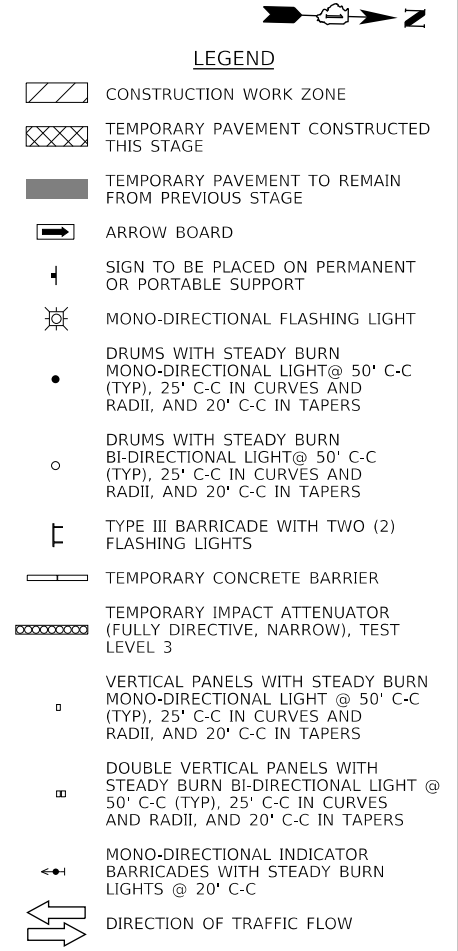 N
LEGEND
CONSTRUCTION WORK ZONE
TEMPORARY PAVEMENT CONSTRUCTED
THIS STAGE
TEMPORARY PAVEMENT TO REMAIN
FROM PREVIOUS STAGE
ARROW BOARD
SIGN TO BE PLACED ON PERMANENT
OR PORTABLE SUPPORT
MONO-DIRECTIONAL FLASHING LIGHT
DRUMS WITH STEADY BURN
MONO-DIRECTIONAL LIGHT@ 50' C-C
(TYP), 25' C-C IN CURVES AND
RADII, AND 20' C-C IN TAPERS
DRUMS WITH STEADY BURN
BI-DIRECTIONAL LIGHT@ 50' C-C
(TYP), 25' C-C IN CURVES AND
RADII, AND 20' C-C IN TAPERS
TYPE III BARRICADE WITH TWO (2)
FLASHING LIGHTS
TEMPORARY CONCRETE BARRIER
TEMPORARY IMPACT ATTENUATOR
(FULLY DIRECTIVE, NARROW), TEST
LEVEL 3
VERTICAL PANELS WITH STEADY BURN
MONO-DIRECTIONAL LIGHT @ 50' C-C
(TYP), 25' C-C IN CURVES AND
RADII, AND 20' C-C IN TAPERS
DOUBLE VERTICAL PANELS WITH
STEADY BURN BI-DIRECTIONAL LIGHT @
50' C-C (TYP), 25' C-C IN CURVES
AND RADII, AND 20' C-C IN TAPERS
MONO-DIRECTIONAL INDICATOR
BARRICADES WITH STEADY BURN
LIGHTS @ 20' C-C
DIRECTION OF TRAFFIC FLOW